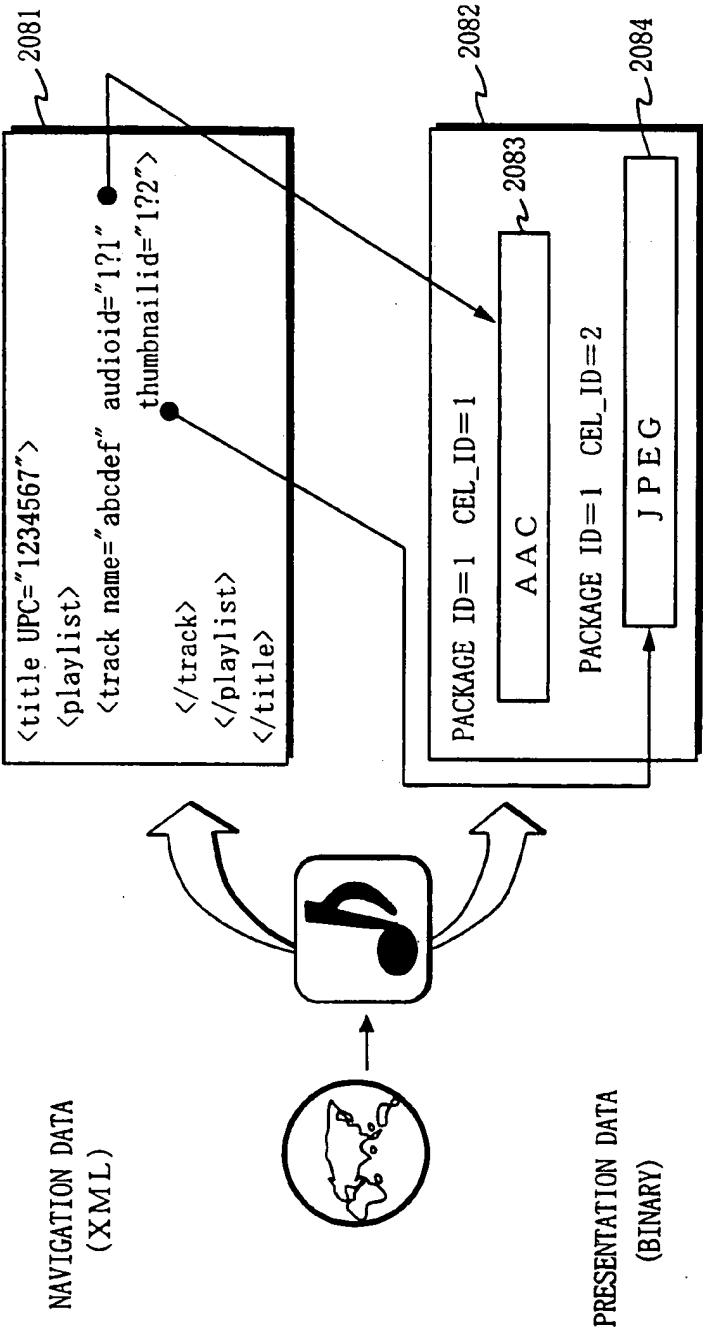 NAVIGATION DATA
(XML)
<title UPC="1234567">
<playlist>
<track name="abcdef" audioid="1?1"
thumbnailid="1?2">
</track>
</playlist>
</title>
2081
PRESENTATION DATA
(BINARY)
PACKAGE ID=1 CEL_ID=1
AAC
2083
PACKAGE ID=1 CEL_ID=2
JPEG
2082
2084